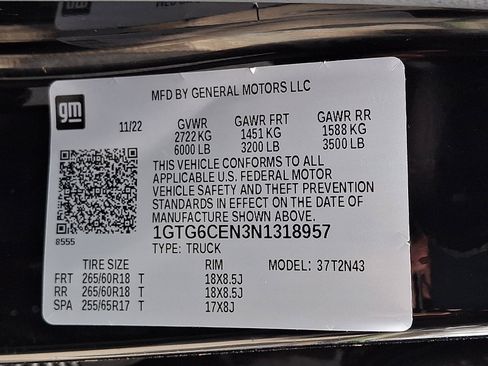 MFD BY GENERAL MOTORS LLC
gm
11/22
GVWR GAWR FRT GAWR RR
2722 KG 1451 KG 1588 KG
6000 LB 3200 LB 3500 LB
THIS VEHICLE CONFORMS TO ALL
APPLICABLE U.S. FEDERAL MOTOR
VEHICLE SAFETY AND THEFT PREVENTION
STANDARDS IN EFFECT ON THE DATE OF
MANUFACTURE SHOWN ABOVE.
8555
1GTG6CEN3N1318957
TYPE: TRUCK
TIRE SIZE RIM MODEL: 37T2N43
FRT 265/60R18 T 18X8.5J
RR 265/60R18 T 18X8.5J
SPA 255/65R17 T 17X8J